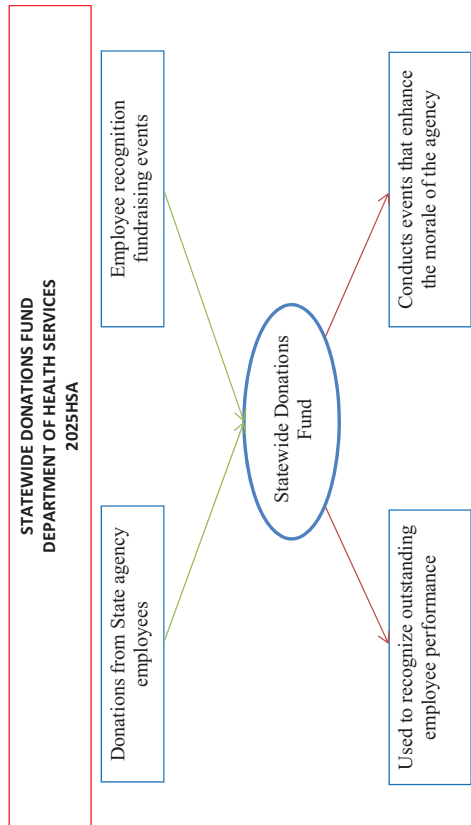 STATEWIDE DONATIONS FUND
DEPARTMENT OF HEALTH SERVICES
2025HSA
Donations from State agency
employees
Employee recognition
fundraising events
Statewide Donations
Fund
Used to recognize outstanding
employee performance
Conducts events that enhance
the morale of the agency